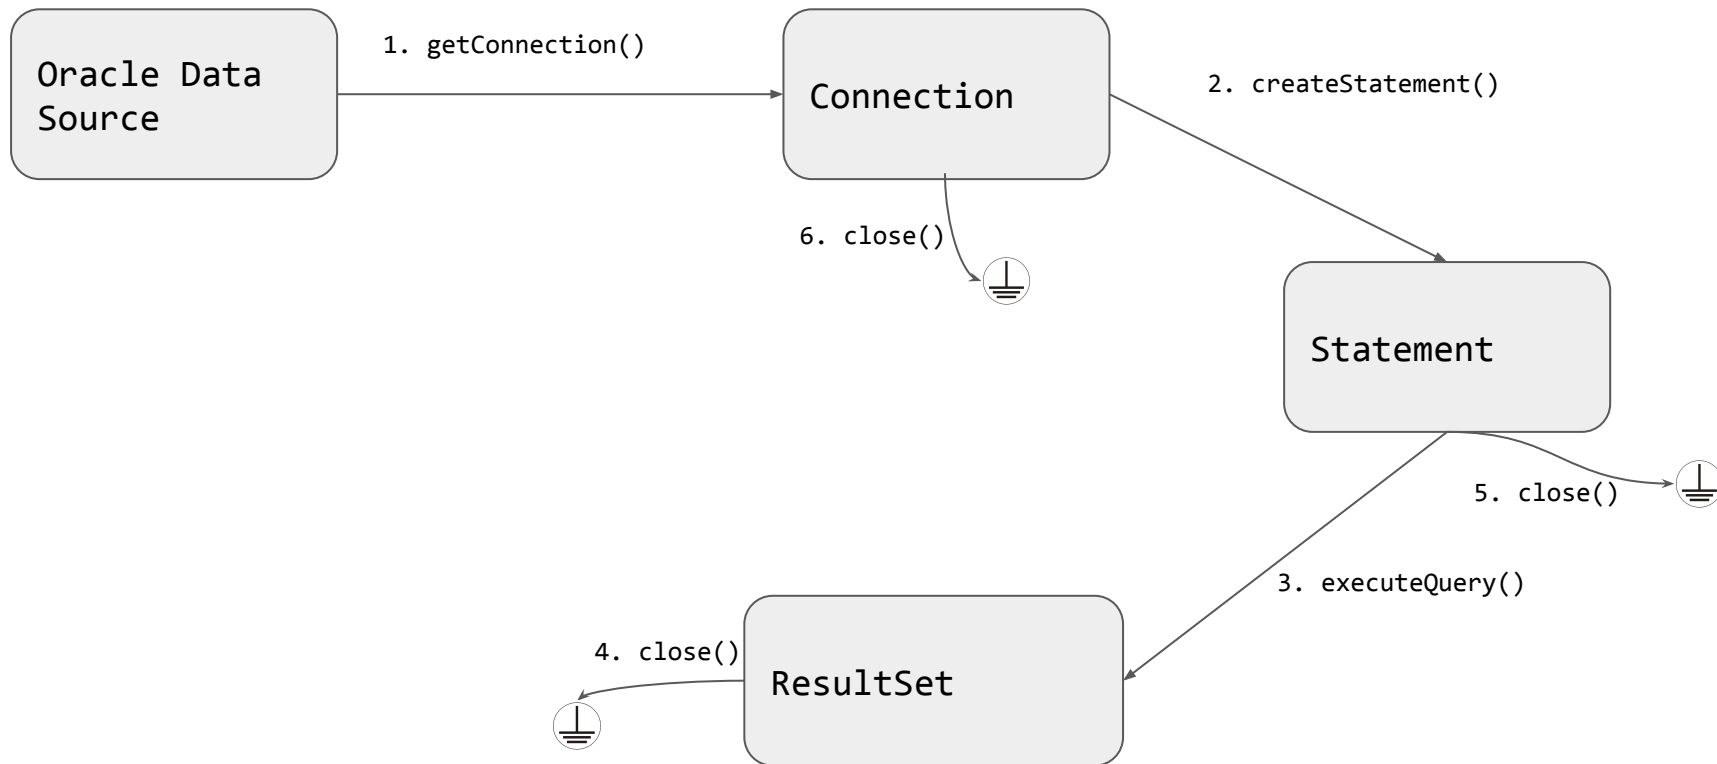 Oracle Data
Source
1. getConnection()
Connection
2. createStatement()
6. close()
Statement
5. close()
3. executeQuery()
4. close()
ResultSet